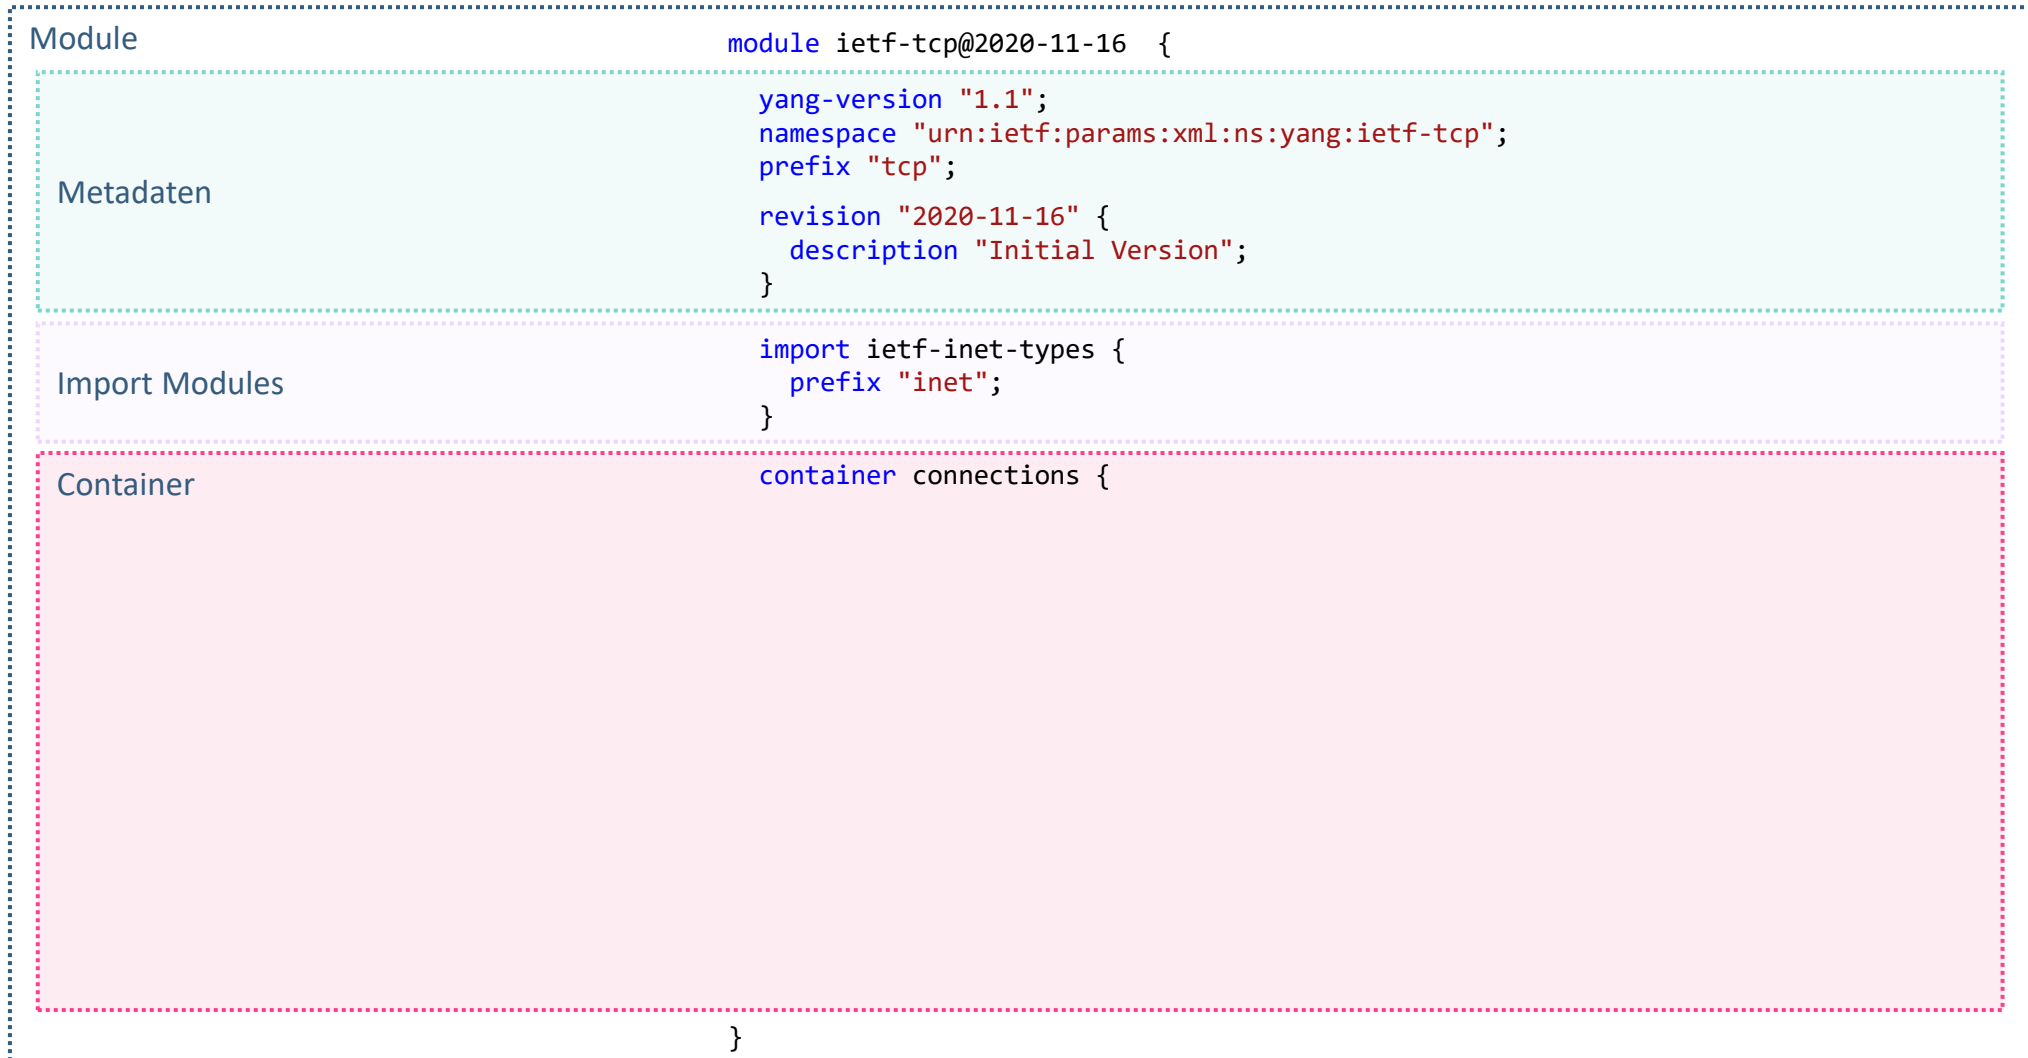 Module
module ietf-tcp@2020-11-16  {
Metadaten
yang-version "1.1";
namespace "urn:ietf:params:xml:ns:yang:ietf-tcp";
prefix "tcp";
revision "2020-11-16" {
description "Initial Version";
}
Import Modules
import ietf-inet-types {
prefix "inet";
}
Container
container connections {
}